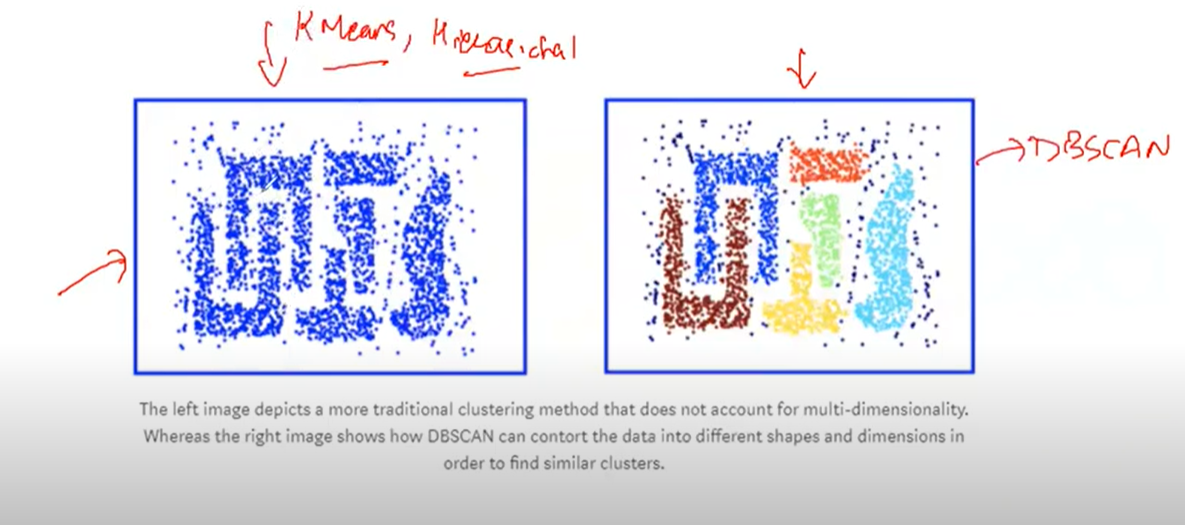 K Means, Hierarichal
DBSCAN
The left image depicts a more traditional clustering method that does not account for multi-dimensionality.
Whereas the right image shows how DBSCAN can contort the data into different shapes and dimensions in
order to find similar clusters.